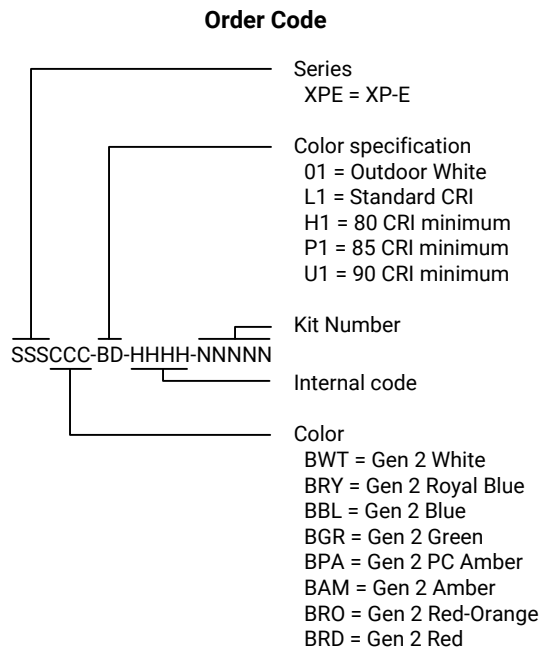 Order Code
Series
XPE = XP-E
Color specification
01 = Outdoor White
L1 = Standard CRI
H1 = 80 CRI minimum
P1 = 85 CRI minimum
U1 = 90 CRI minimum
Kit Number
SSSCCC-BD-HHHH-NNNNN
Internal code
Color
BWT = Gen 2 White
BRY = Gen 2 Royal Blue
BBL = Gen 2 Blue
BGR = Gen 2 Green
BPA = Gen 2 PC Amber
BAM = Gen 2 Amber
BRO = Gen 2 Red-Orange
BRD = Gen 2 Red